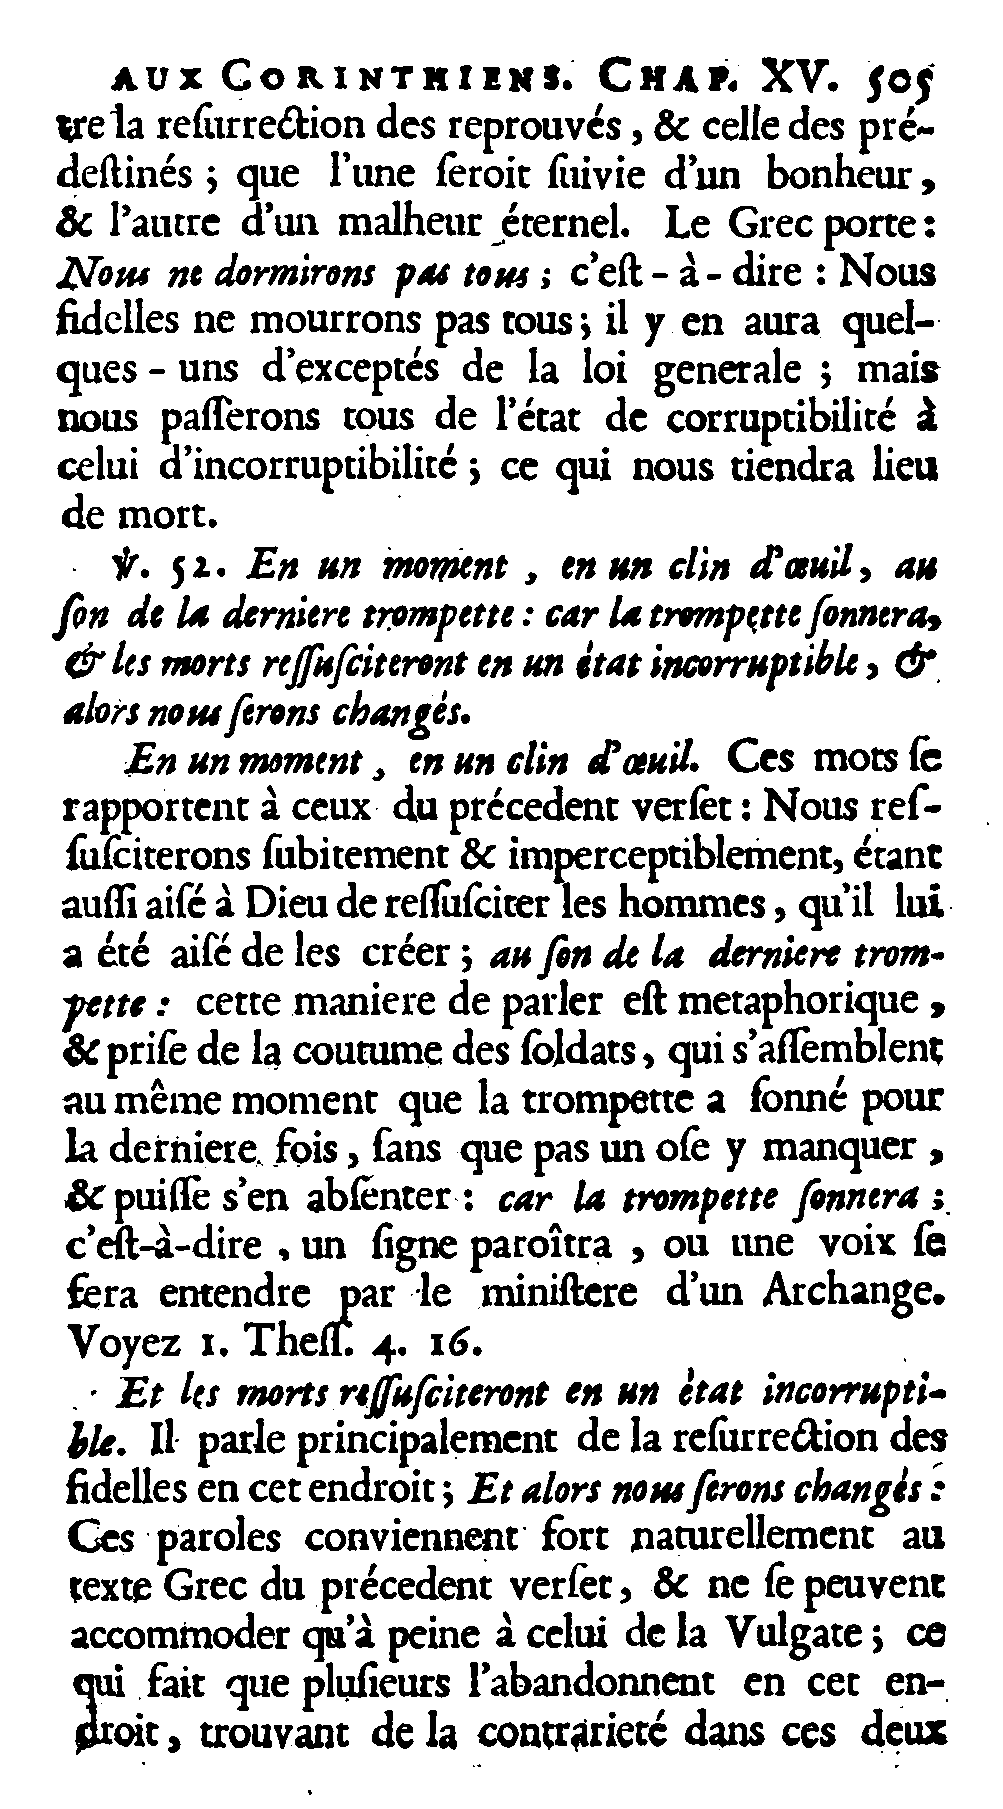 AUX CORINTHIENS. CHAP. XV. 505
tre la reſurrection des reprouvés, & celle des pré-
deſtinés ; que l'une ſeroit ſuivie d'un bonheur,
& l'autre d'un malheur éternel. Le Grec porte :
Nous ne dormirons pas tous ; c'eſt - à - dire : Nous
fidelles ne mourrons pas tous ; il y en aura quel-
ques - uns d'exceptés de la loi generale ; mais
nous paſſerons tous de l'état de corruptibilité à
celui d'incorruptibilité ; ce qui nous tiendra lieu
de mort.
℣. 52. En un moment, en un clin d'œuil, au
ſon de la derniere trompette : car la trompette ſonnera,
& les morts reſſuſciteront en un état incorruptible, &
alors nous ſerons changés.
En un moment, en un clin d'œuil. Ces mots ſe
rapportent à ceux du précedent verſet : Nous reſ-
ſuſciterons ſubitement & imperceptiblement, étant
auſſi aiſé à Dieu de reſſuſciter les hommes, qu'il lui
a été aiſé de les créer ; au ſon de la derniere trom-
pette : cette maniere de parler eſt metaphorique,
& priſe de la coutume des ſoldats, qui s'aſſemblent
au même moment que la trompette a ſonné pour
la derniere fois, ſans que pas un oſe y manquer,
& puiſſe s'en abſenter : car la trompette ſonnera ;
c'eſt-à-dire, un ſigne paroîtra, ou une voix ſe
fera entendre par le miniſtere d'un Archange.
Voyez 1. Theſſ. 4. 16.
Et les morts reſſuſciteront en un état incorrupti-
ble. Il parle principalement de la reſurrection des
fidelles en cet endroit ; Et alors nous ſerons changés :
Ces paroles conviennent fort naturellement au
texte Grec du précedent verſet, & ne ſe peuvent
accommoder qu'à peine à celui de la Vulgate ; ce
qui fait que pluſieurs l'abandonnent en cet en-
droit, trouvant de la contrarieté dans ces deux